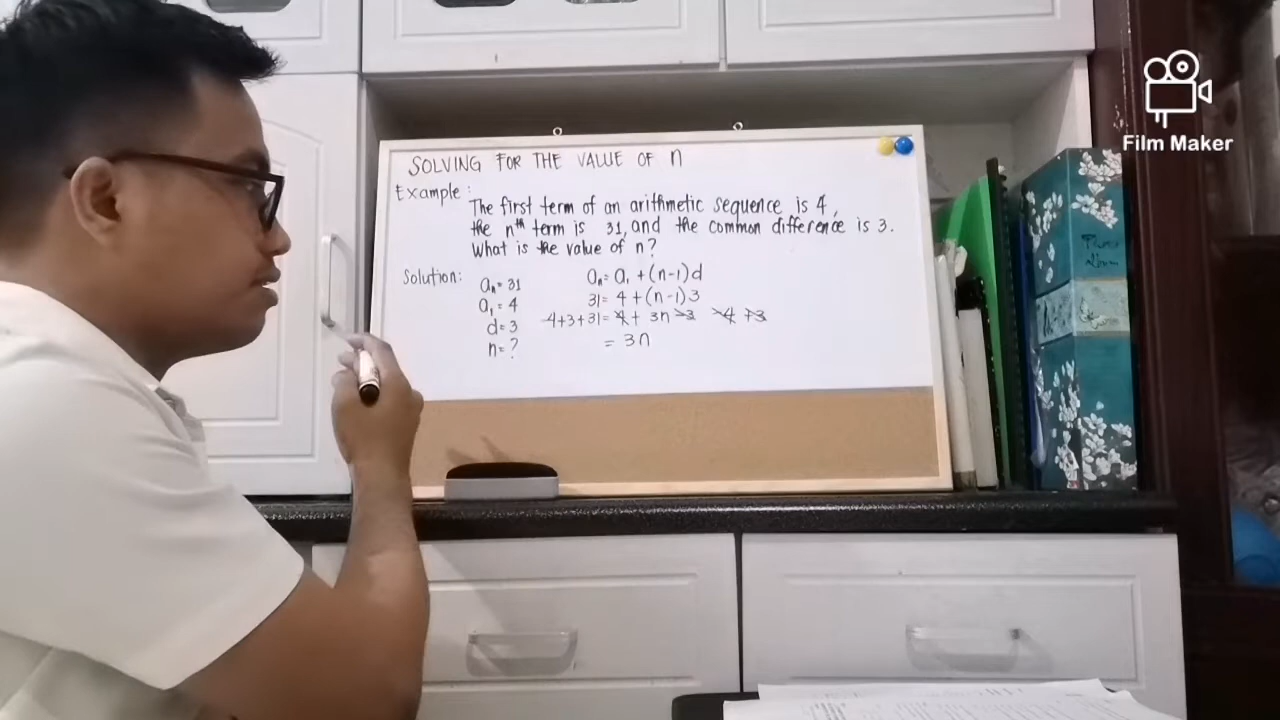 SOLVING FOR THE VALUE OF n
Example:
The first term of an arithmetic sequence is 4,
the nth term is 31, and the common difference is 3.
What is the value of n?
Solution:
an = 31
a1 = 4
d = 3
n = ?
an = a1 + (n-1)d
31 = 4 + (n-1)3
-4+3+31 = 4 + 3n -3 -4 +3
= 3n
Film Maker